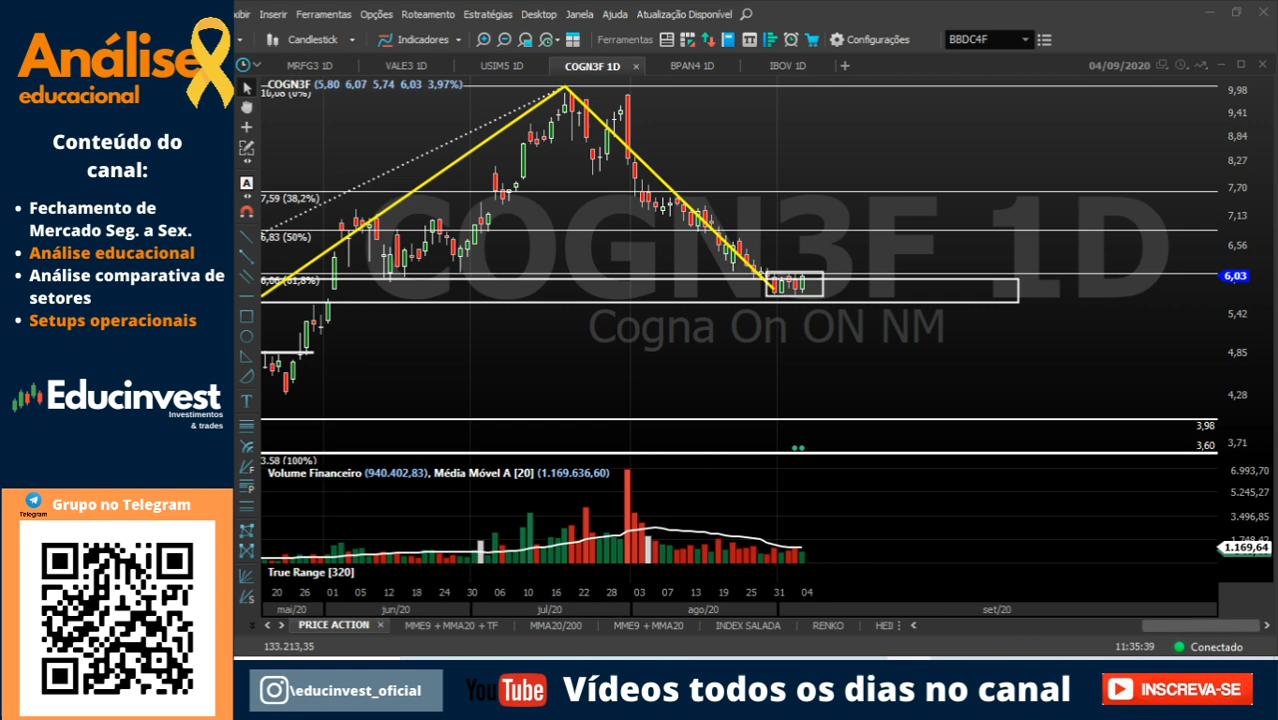 Análise
educacional
Conteúdo do
canal:
Fechamento de
Mercado Seg. a Sex.
Análise educacional
Análise comparativa de
setores
Setups operacionais
Educinvest
Investimentos
& trades
Telegram
Grupo no Telegram
Inserir Ferramentas Opções Roteamento Estratégias Desktop Janela Ajuda Atualização Disponível
Candlestick Indicadores Ferramentas Configurações BBDC4F
MRFG3 1D VALE3 1D USIM5 1D COGN3F 1D BPAN4 1D IBOV 1D 04/09/2020
COGN3F (5,80 6,07 5,74 6,03 3,97%)
7,59 (38,2%)
6,83 (50%)
6,06 (61,8%)
3,58 (100%)
COGN3F 1D
Cogna On ON NM
9,98
9,41
8,84
8,27
7,70
7,13
6,56
6,03
5,42
4,85
4,28
3,98
3,71
3,60
Volume Financeiro (940.402,83), Média Móvel A [20] (1.169.636,60)
6.993,70
5.245,27
3.496,85
1.748,42
1.169,64
True Range [320]
20 26 01 05 12 18 24 30 06 10 16 22 28 03 07 13 19 25 31 04
mai/20 jun/20 jul/20 ago/20 set/20
PRICE ACTION MME9 + MMA20 + TF MMA20/200 MME9 + MMA20 INDEX SALADA RENKO HEII
133.213,35 11:35:39 Conectado
\educinvest_oficial
YouTube
Vídeos todos os dias no canal
INSCREVA-SE